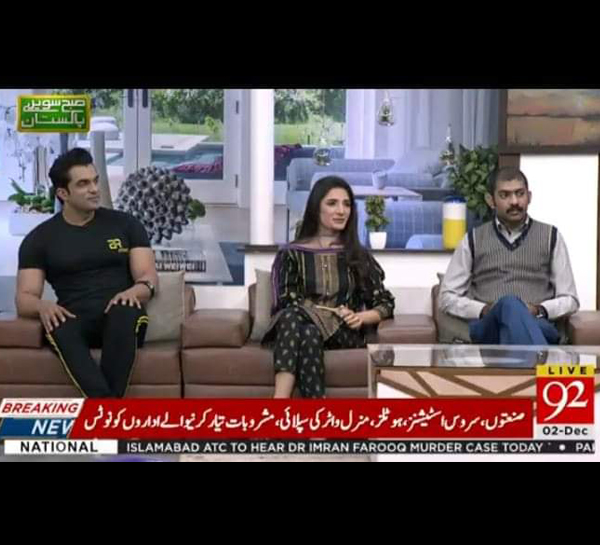 صبح سویرے
پاکستان
WEIWEI
LIVE
92
BREAKING
NEW
صنعتوں، سروس اسٹیشنز، ہوٹلز، منرل واٹر کی سپلائی، مشروبات تیار کرنیوالے اداروں کو نوٹس
02-Dec
NATIONAL
ISLAMABAD ATC TO HEAR DR IMRAN FAROOQ MURDER CASE TODAY